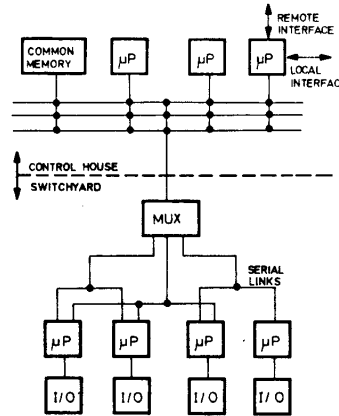 REMOTE
INTERFACE
COMMON
MEMORY
μP
μP
μP
LOCAL
INTERFAC
CONTROL HOUSE
SWITCHYARD
MUX
SERIAL
LINKS
μP
μP
μP
μP
I/O
I/O
I/O
I/O